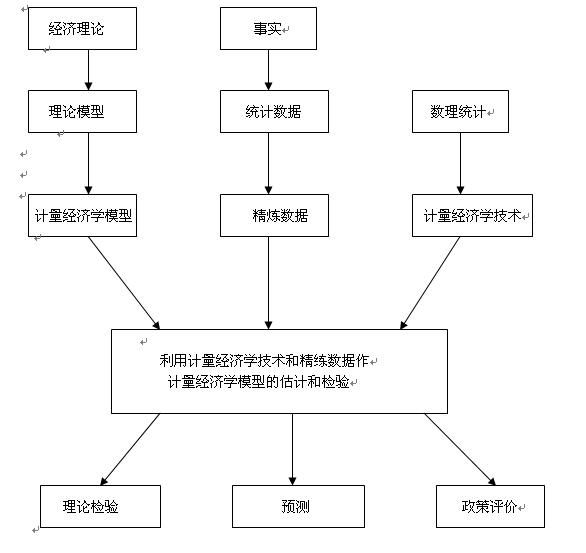 经济理论
事实
理论模型
统计数据
数理统计
计量经济学模型
精炼数据
计量经济学技术
利用计量经济学技术和精练数据作
计量经济学模型的估计和检验
理论检验
预测
政策评价